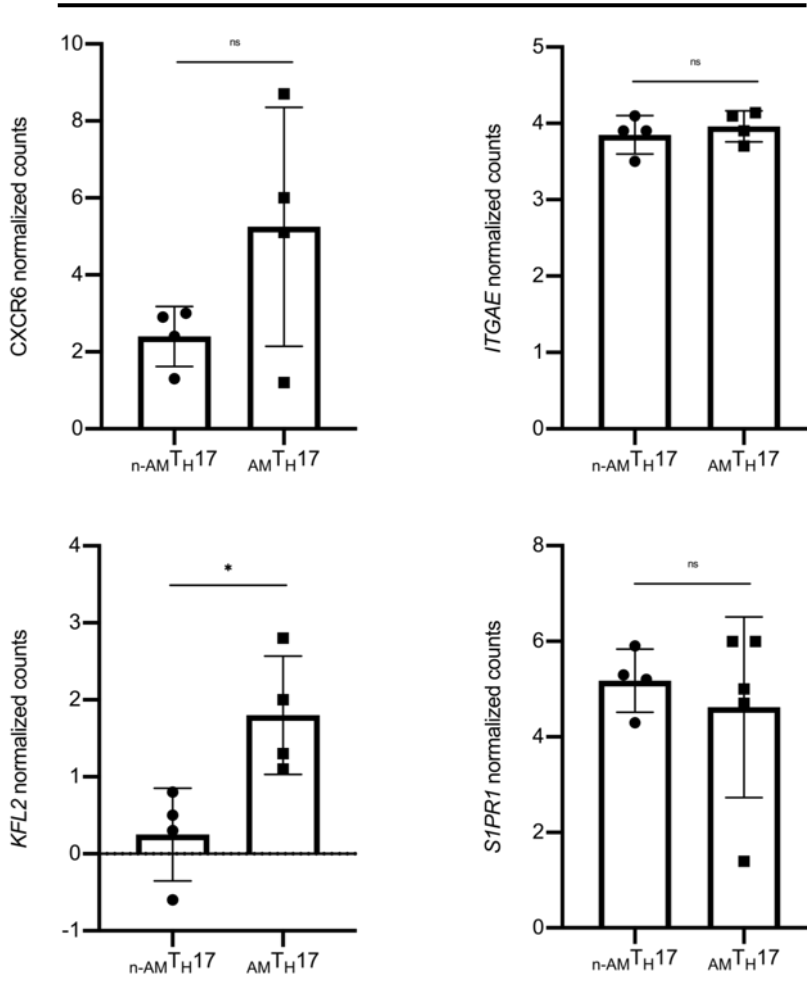 CXCR6 normalized counts
10
8
6
4
2
0
ns
n-AMTH17
AMTH17
ITGAE normalized counts
5
4
3
2
1
0
ns
n-AMTH17
AMTH17
KFL2 normalized counts
4
3
2
1
0
-1
*
n-AMTH17
AMTH17
S1PR1 normalized counts
8
6
4
2
0
ns
n-AMTH17
AMTH17